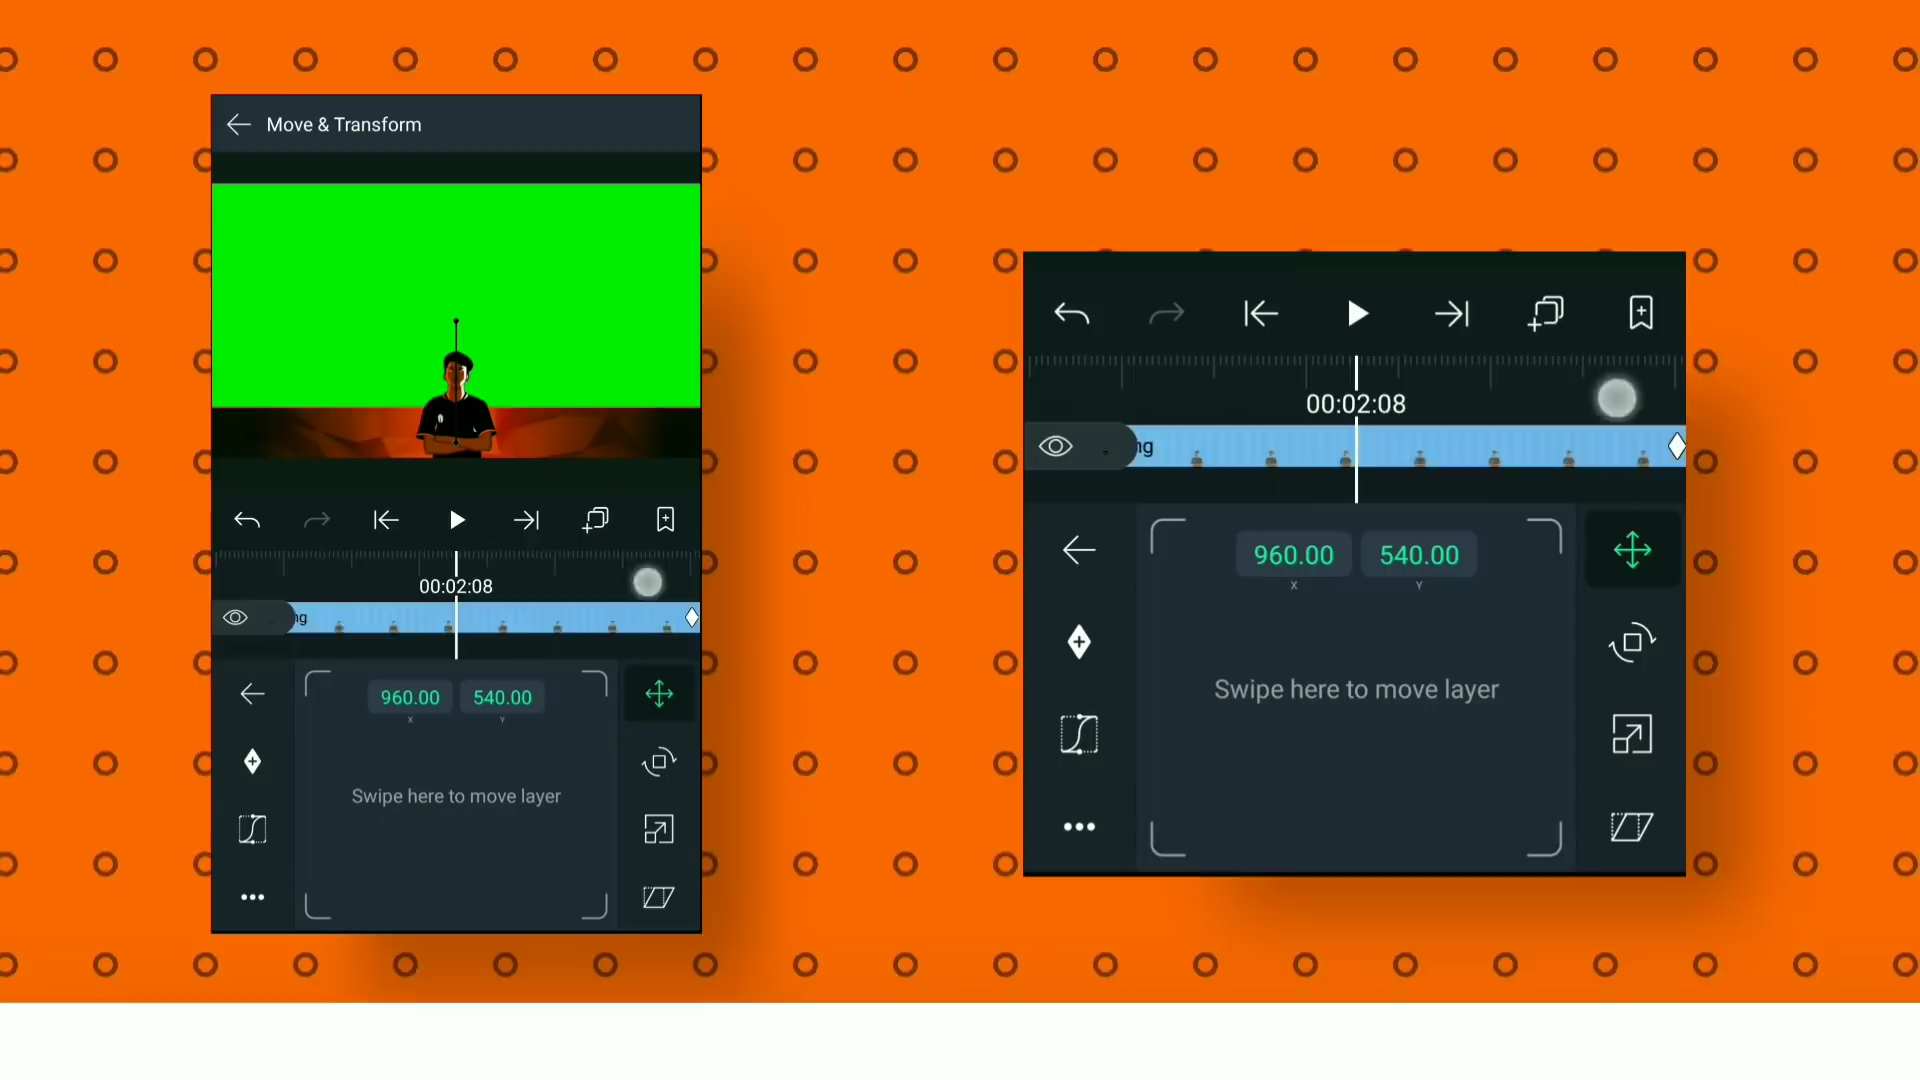 Move & Transform
00:02:08
ng
960.00 540.00
X Y
Swipe here to move layer
00:02:08
ng
960.00 540.00
X Y
Swipe here to move layer